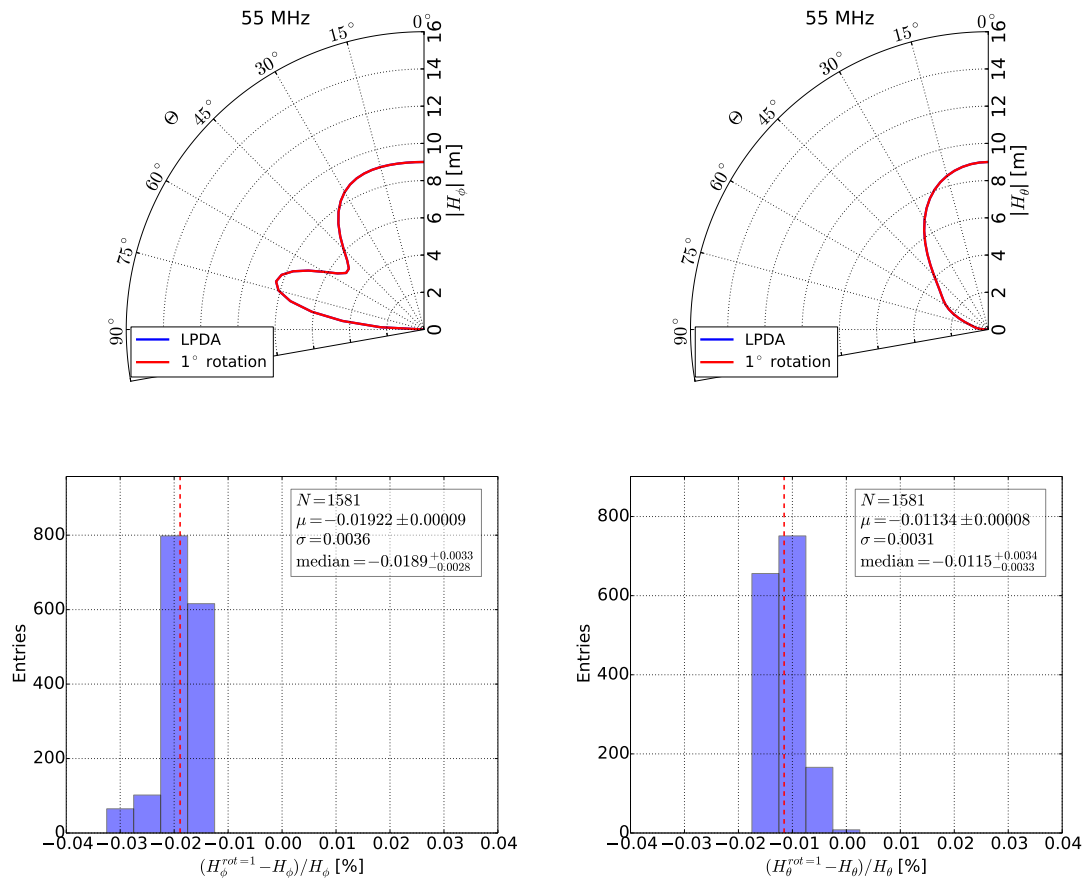 55 MHz
0°
15°
30°
45°
60°
75°
90°
Θ
16
14
12
10
8
6
4
2
0
|H_ϕ| [m]
LPDA
1° rotation
55 MHz
0°
15°
30°
45°
60°
75°
90°
Θ
16
14
12
10
8
6
4
2
0
|H_θ| [m]
LPDA
1° rotation
N=1581
μ=−0.01922±0.00009
σ=0.0036
median=−0.0189^{+0.0033}_{−0.0028}
800
600
400
200
0
Entries
−0.04 −0.03 −0.02 −0.01 0.00 0.01 0.02 0.03 0.04
(H_ϕ^{rot=1}−H_ϕ)/H_ϕ [%]
N=1581
μ=−0.01134±0.00008
σ=0.0031
median=−0.0115^{+0.0034}_{−0.0033}
800
600
400
200
0
Entries
−0.04 −0.03 −0.02 −0.01 0.00 0.01 0.02 0.03 0.04
(H_θ^{rot=1}−H_θ)/H_θ [%]